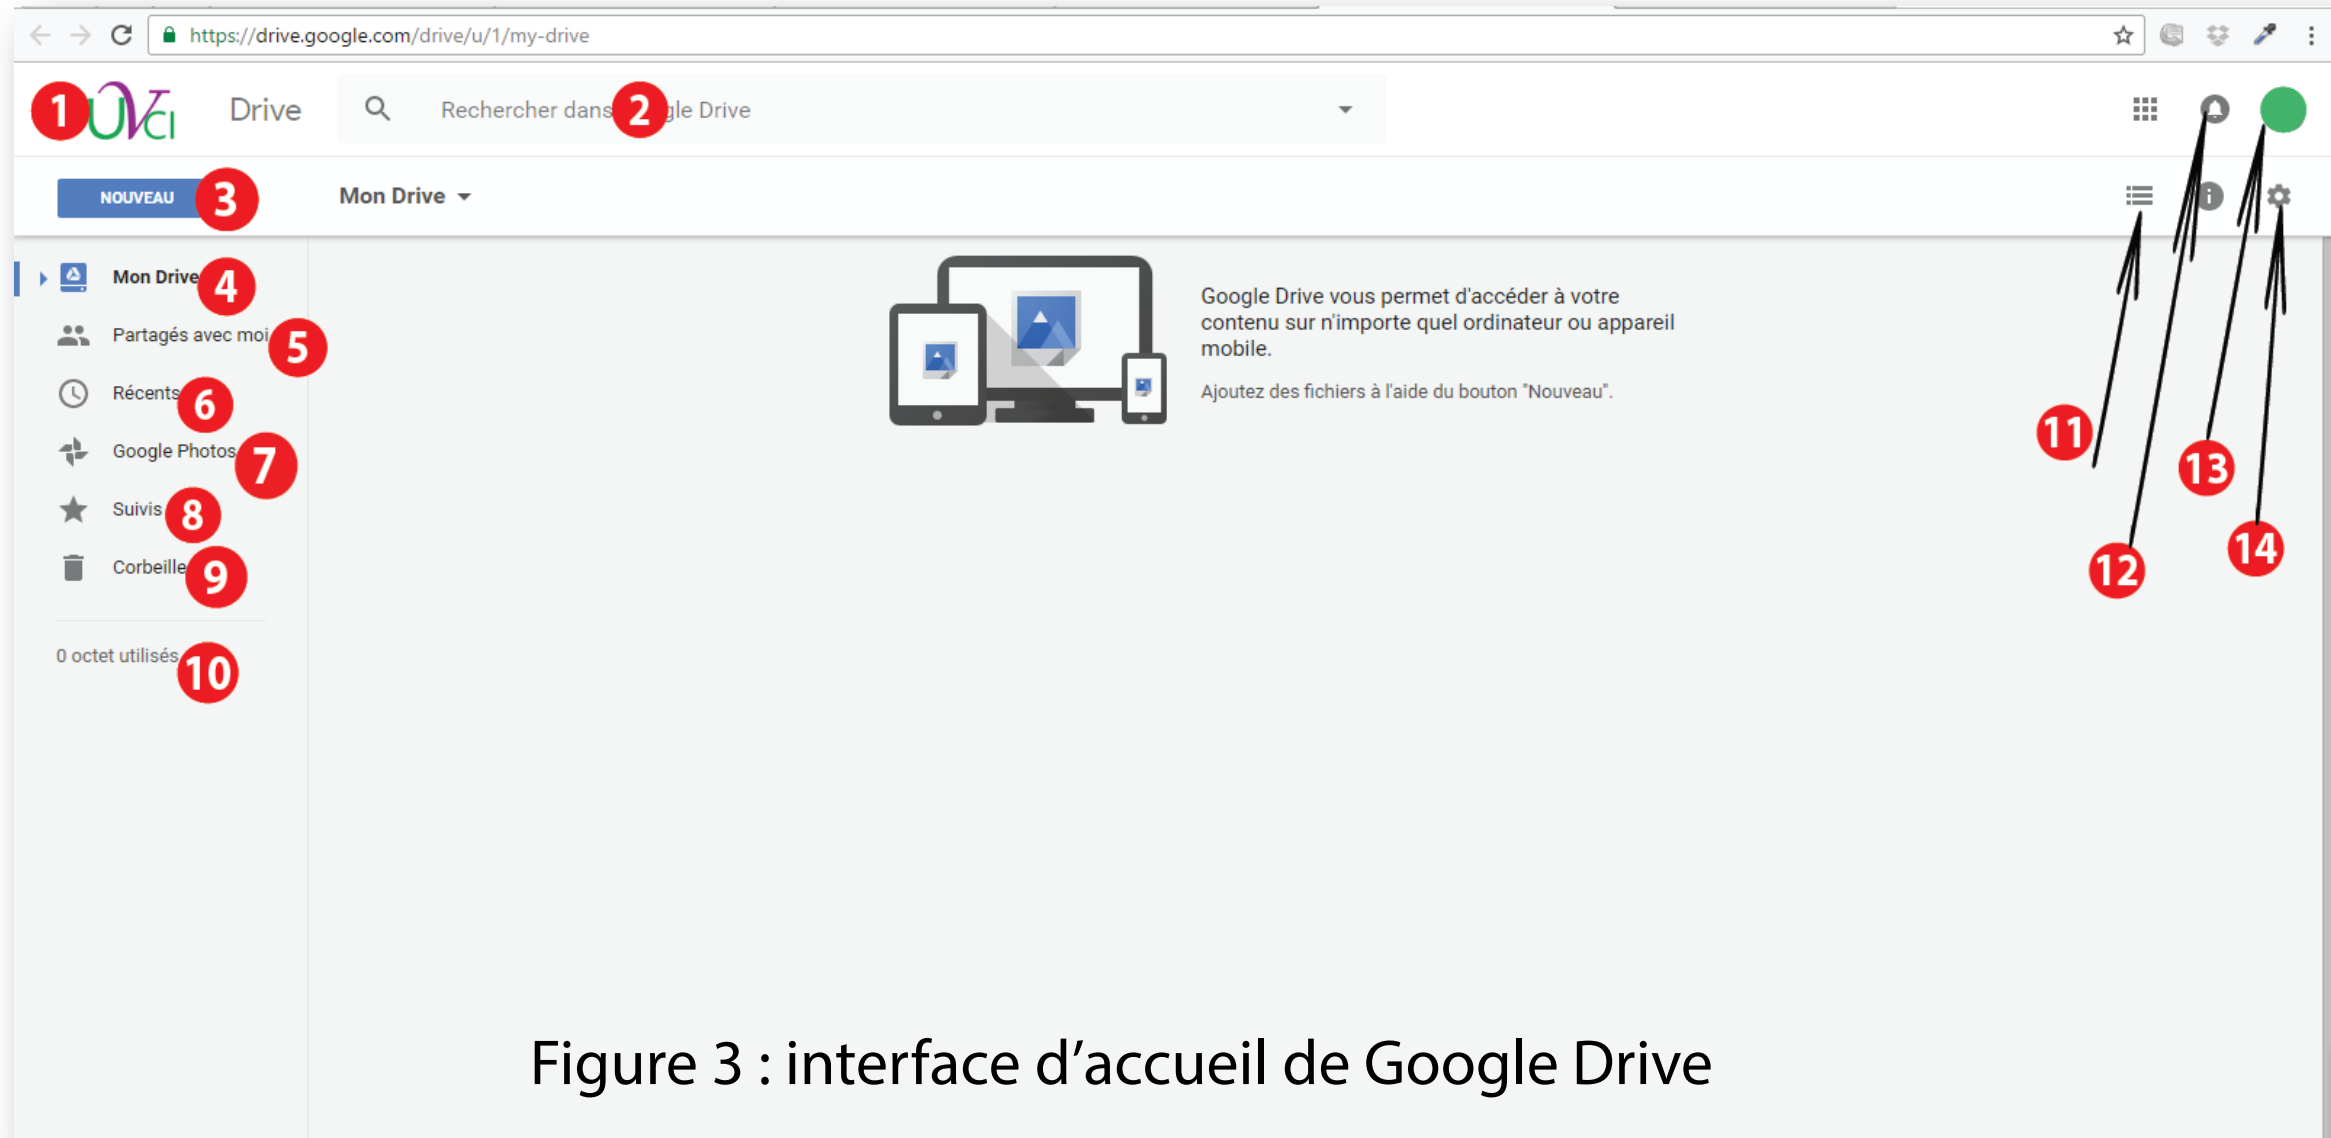 https://drive.google.com/drive/u/1/my-drive
1 UVCI Drive Rechercher dans 2 gle Drive
NOUVEAU 3 Mon Drive
Mon Drive 4
Partagés avec moi 5
Récents 6
Google Photos 7
Suivis 8
Corbeille 9
0 octet utilisés 10
Google Drive vous permet d'accéder à votre
contenu sur n'importe quel ordinateur ou appareil
mobile.
Ajoutez des fichiers à l'aide du bouton "Nouveau".
11
13
14
12
Figure 3 : interface d’accueil de Google Drive